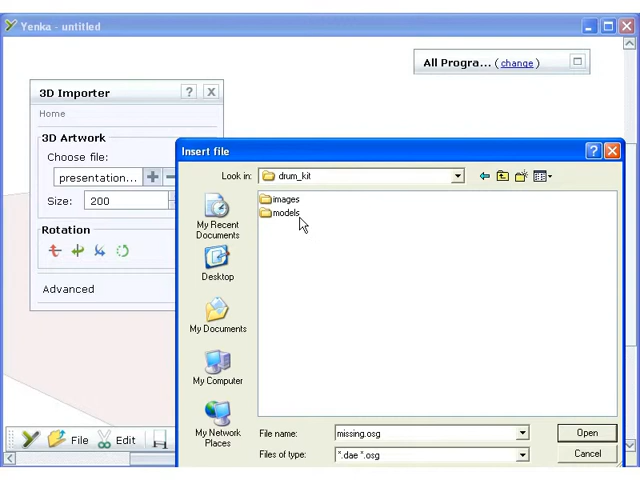 Yenka - untitled
All Progra... ( change )
3D Importer
?
X
Home
3D Artwork
Choose file:
presentation...
Size:
200
Rotation
Advanced
Insert file
?
Look in:
drum_kit
images
models
My Recent
Documents
Desktop
My Documents
My Computer
My Network
Places
File name:
missing.osg
Open
Files of type:
*.dae *.osg
Cancel
File
Edit